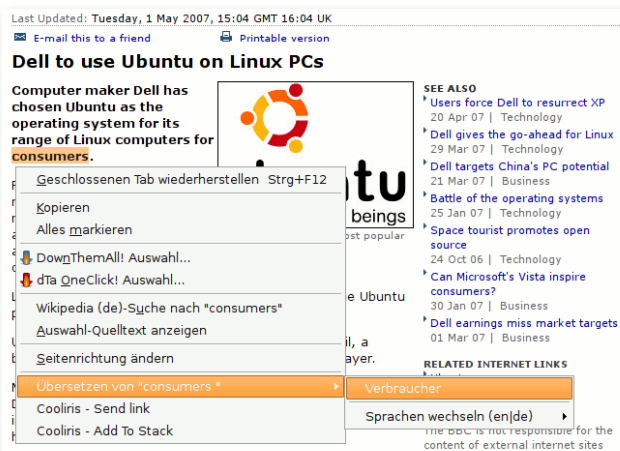 Last Updated: Tuesday, 1 May 2007, 15:04 GMT 16:04 UK
E-mail this to a friend
Printable version
Dell to use Ubuntu on Linux PCs
Computer maker Dell has
chosen Ubuntu as the
operating system for its
range of Linux computers for
consumers.
tu
beings
ost popular
e Ubuntu
il, a
ayer.
Geschlossenen Tab wiederherstellen Strg+F12
Kopieren
Alles markieren
DownThemAll! Auswahl...
dTa OneClick! Auswahl...
Wikipedia (de)-Suche nach "consumers"
Auswahl-Quelltext anzeigen
Seitenrichtung ändern
Übersetzen von "consumers "
Cooliris - Send link
Cooliris - Add To Stack
Verbraucher
Sprachen wechseln (en|de)
SEE ALSO
Users force Dell to resurrect XP
20 Apr 07 | Technology
Dell gives the go-ahead for Linux
29 Mar 07 | Technology
Dell targets China's PC potential
21 Mar 07 | Business
Battle of the operating systems
25 Jan 07 | Technology
Space tourist promotes open
source
24 Oct 06 | Technology
Can Microsoft's Vista inspire
consumers?
30 Jan 07 | Business
Dell earnings miss market targets
01 Mar 07 | Business
RELATED INTERNET LINKS
The BBC is not responsible for the
content of external internet sites